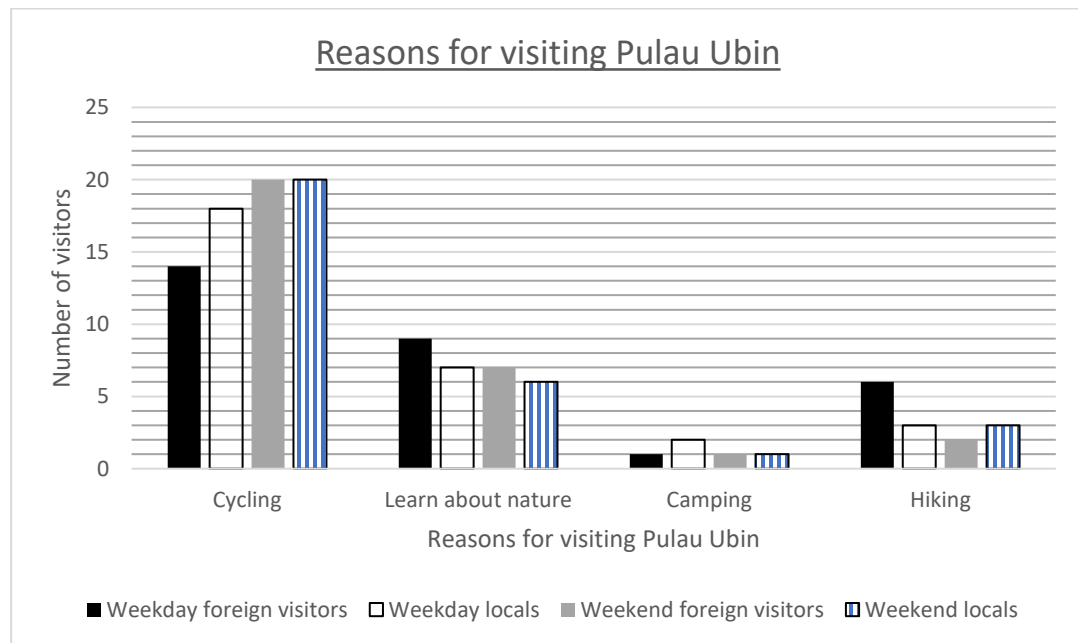 Reasons for visiting Pulau Ubin
25
20
15
10
5
0
Number of visitors
Cycling Learn about nature Camping Hiking
Reasons for visiting Pulau Ubin
Weekday foreign visitors Weekday locals Weekend foreign visitors Weekend locals